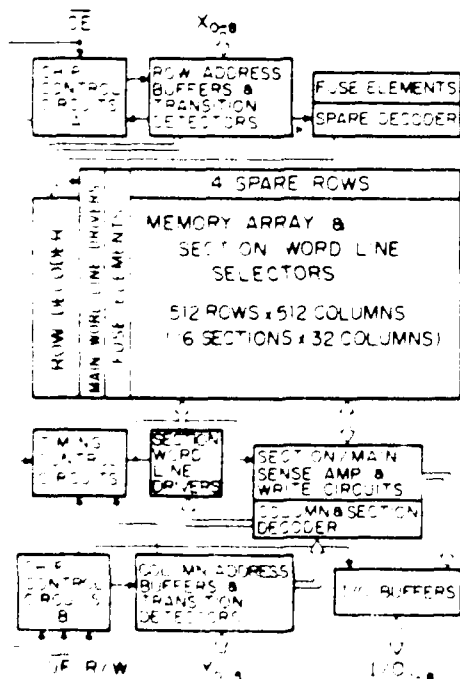 X0-8
CHIP
CONTROL
CIRCUITS
A
ROW ADDRESS
BUFFERS &
TRANSITION
DETECTORS
FUSE ELEMENTS
SPARE DECODER
4 SPARE ROWS
ROW DECODER
MAIN WORD LINE DRIVERS
FUSE ELEMENTS
MEMORY ARRAY &
SECTION WORD LINE
SELECTORS
512 ROWS x 512 COLUMNS
(16 SECTIONS x 32 COLUMNS)
TIMING
CONTROL
CIRCUITS
SECTION
WORD
LINE
DRIVERS
SECTION/MAIN
SENSE AMP &
WRITE CIRCUITS
COLUMN & SECTION
DECODER
CHIP
CONTROL
CIRCUITS
B
COLUMN ADDRESS
BUFFERS &
TRANSITION
DETECTORS
I/O BUFFERS
R/W